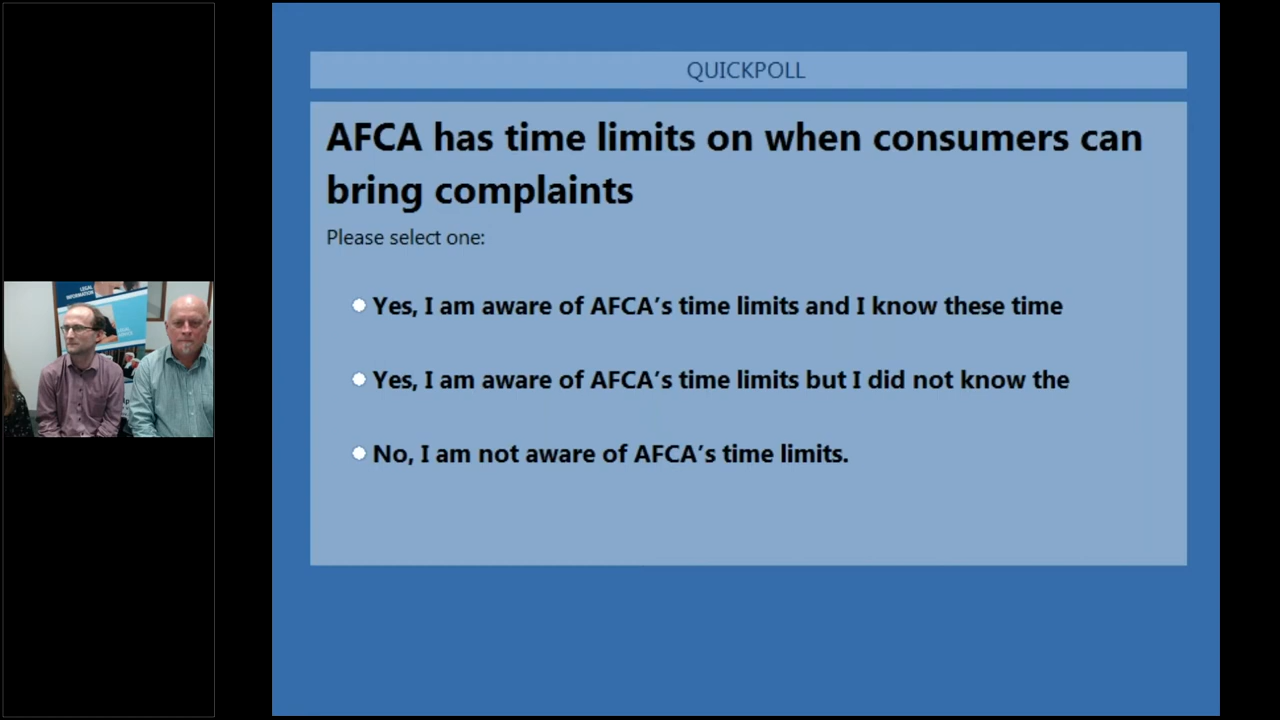 QUICKPOLL
AFCA has time limits on when consumers can
bring complaints
Please select one:
Yes, I am aware of AFCA’s time limits and I know these time
Yes, I am aware of AFCA’s time limits but I did not know the
No, I am not aware of AFCA’s time limits.
LEGAL
INFORMATION